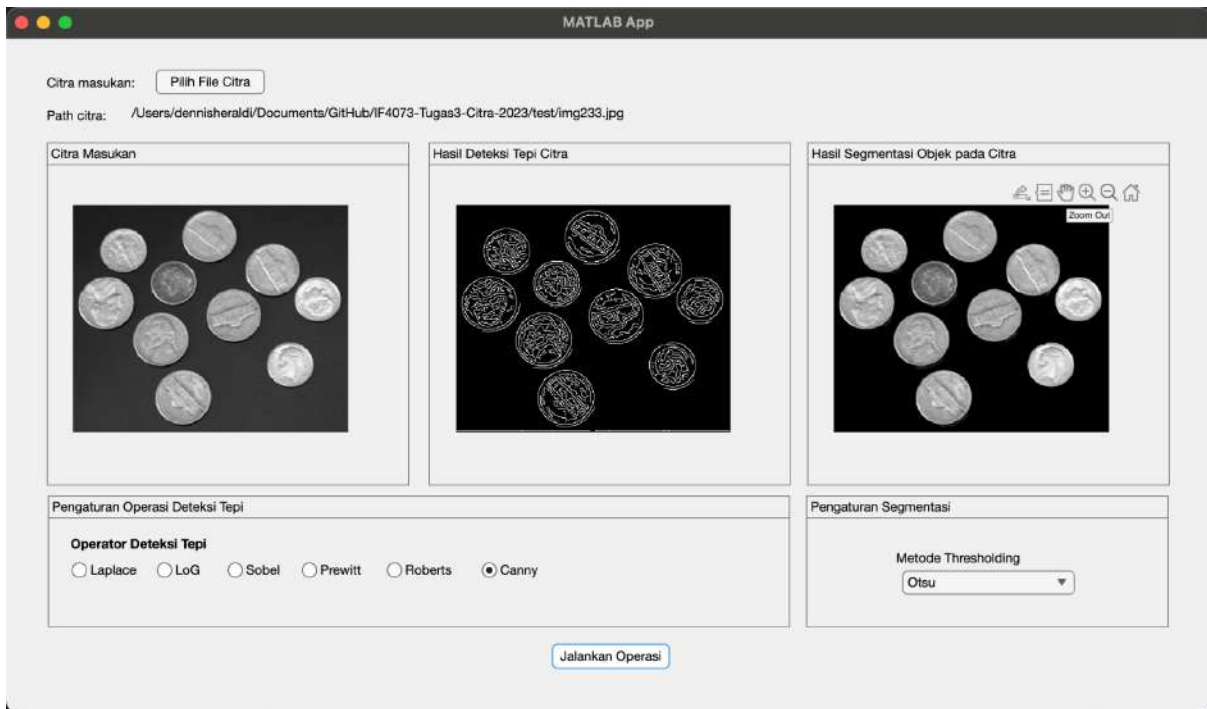 MATLAB App
Citra masukan: Pilih File Citra
Path citra: /Users/dennisheraldi/Documents/GitHub/IF4073-Tugas3-Citra-2023/test/img233.jpg
Citra Masukan
Hasil Deteksi Tepi Citra
Hasil Segmentasi Objek pada Citra
Zoom Out
Pengaturan Operasi Deteksi Tepi
Pengaturan Segmentasi
Operator Deteksi Tepi
Laplace LoG Sobel Prewitt Roberts Canny
Metode Thresholding
Otsu
Jalankan Operasi